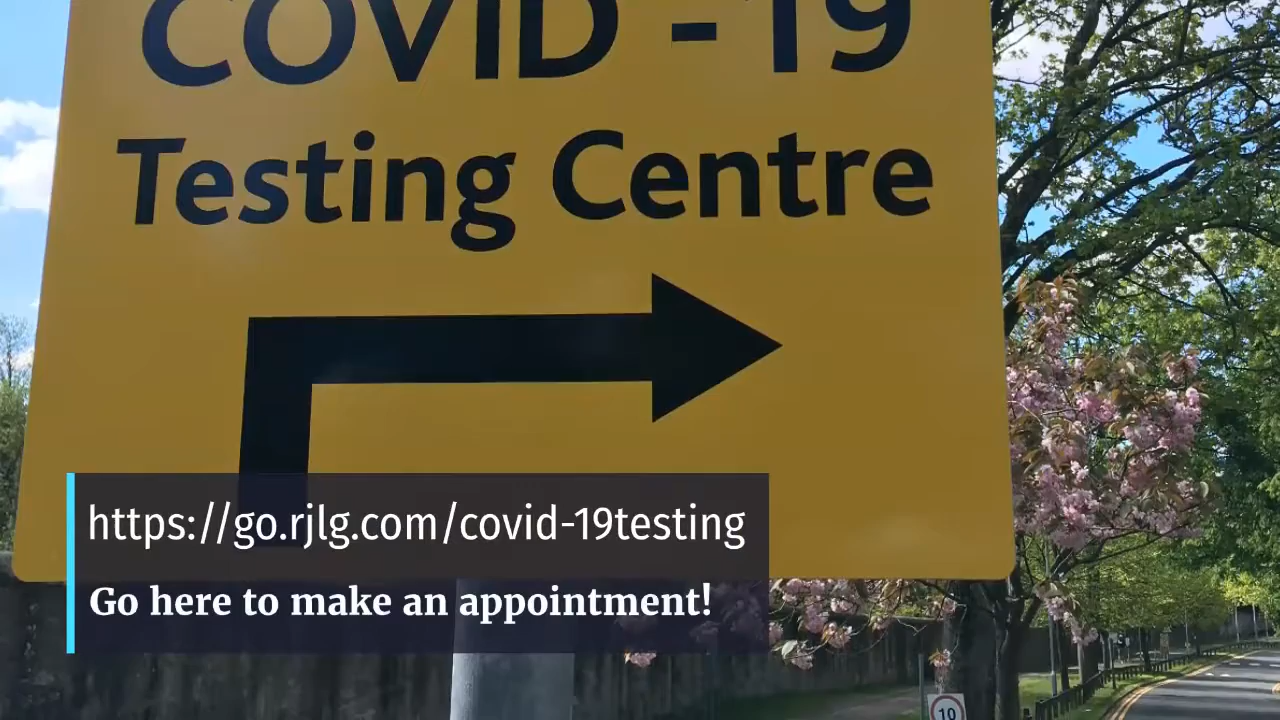 COVID - 19
Testing Centre
https://go.rjlg.com/covid-19testing
Go here to make an appointment!
10